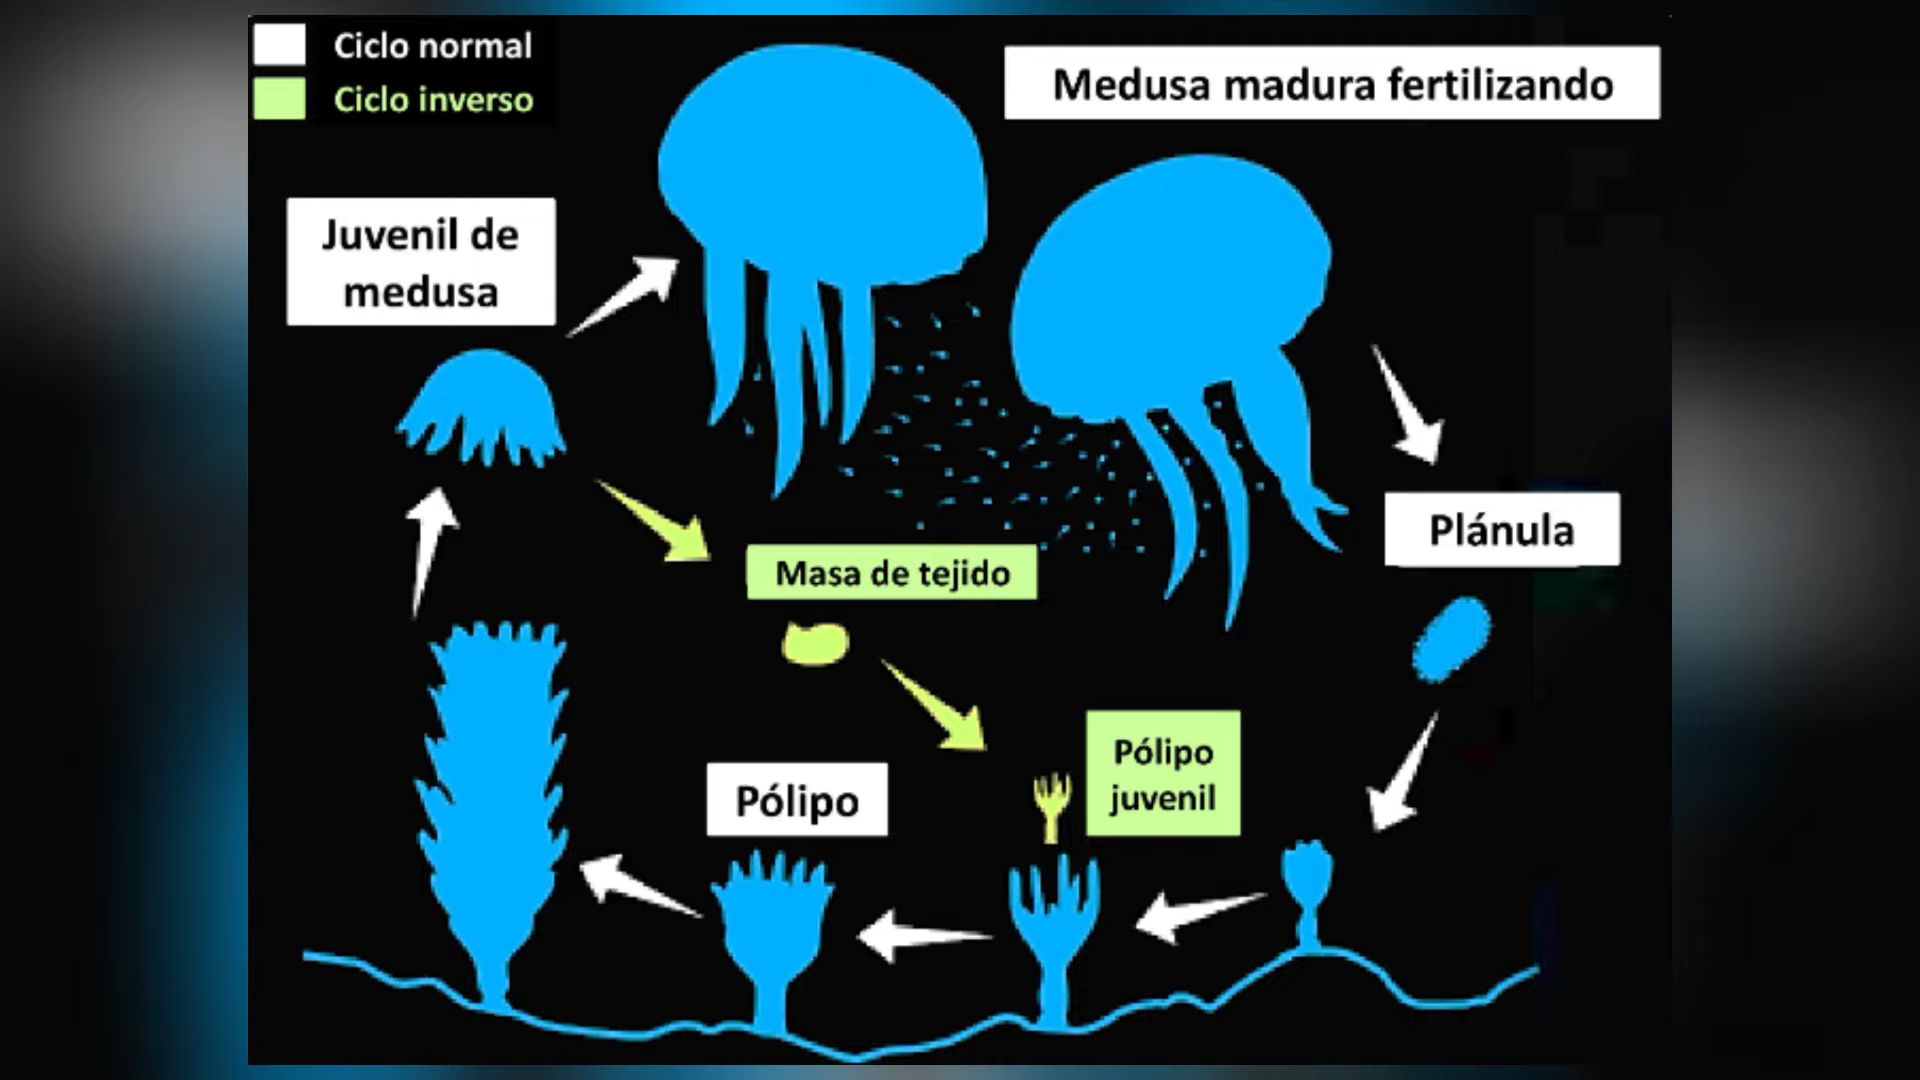 Ciclo normal
Ciclo inverso
Medusa madura fertilizando
Juvenil de
medusa
Plánula
Masa de tejido
Pólipo
juvenil
Pólipo